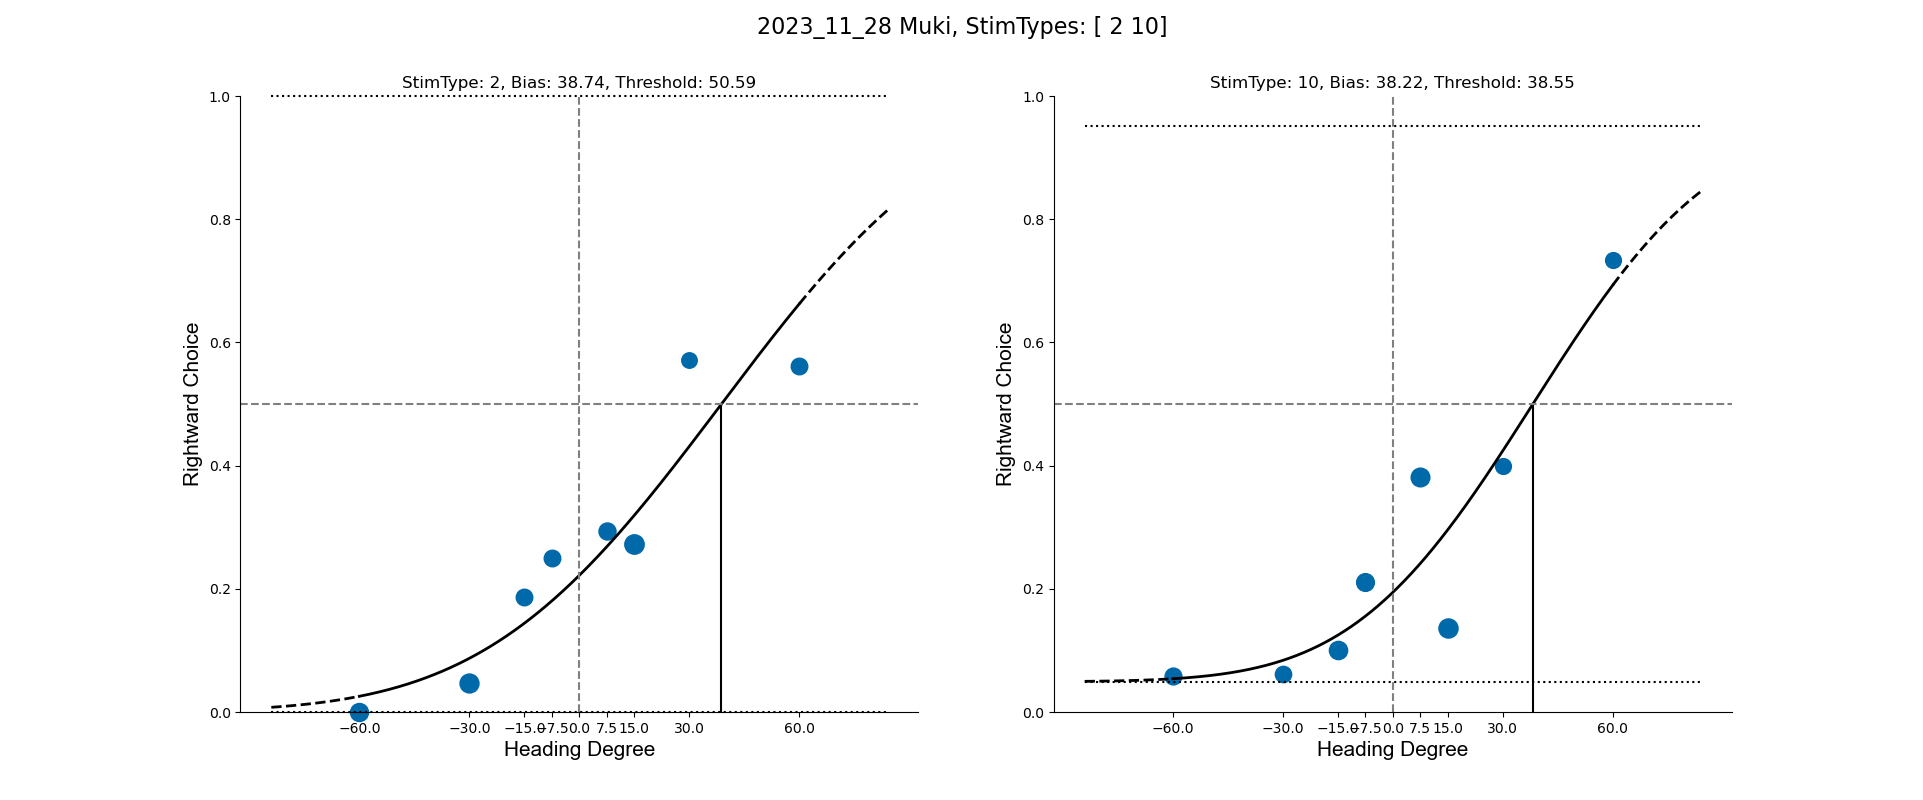 2023_11_28 Muki, StimTypes: [ 2 10]
StimType: 2, Bias: 38.74, Threshold: 50.59
1.0
0.8
0.6
0.4
0.2
0.0
Rightward Choice
−60.0 −30.0 −15.0 −7.5 0.0 7.5 15.0 30.0 60.0
Heading Degree
StimType: 10, Bias: 38.22, Threshold: 38.55
1.0
0.8
0.6
0.4
0.2
0.0
Rightward Choice
−60.0 −30.0 −15.0 −7.5 0.0 7.5 15.0 30.0 60.0
Heading Degree